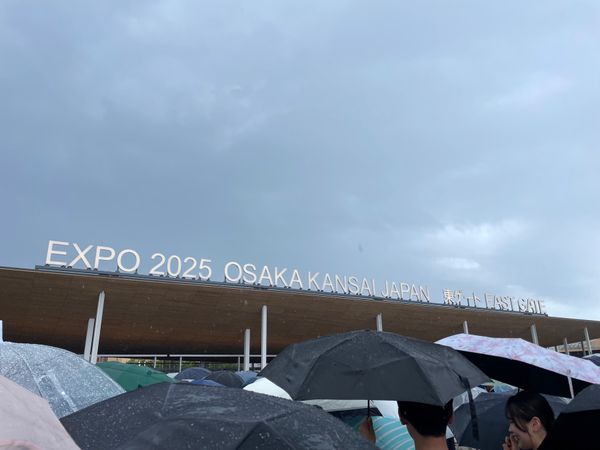 EXPO 2025 OSAKA KANSAI JAPAN 東ゲート EAST GATE